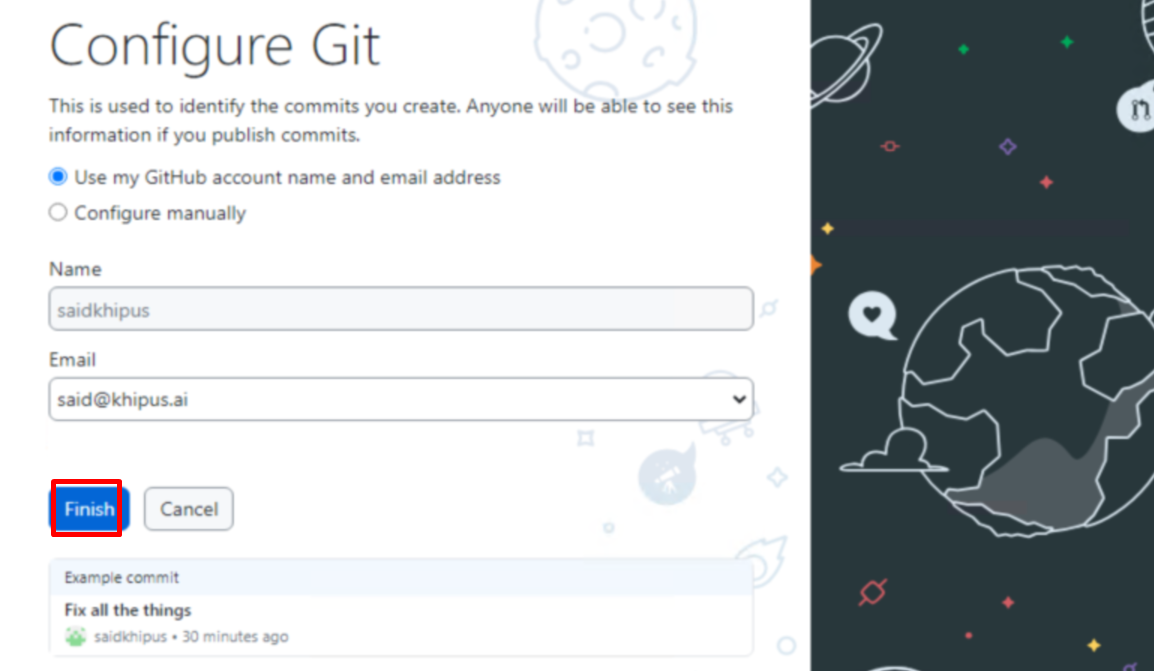 Configure Git
This is used to identify the commits you create. Anyone will be able to see this
information if you publish commits.
Use my GitHub account name and email address
Configure manually
Name
saidkhipus
Email
said@khipus.ai
Finish
Cancel
Example commit
Fix all the things
saidkhipus • 30 minutes ago